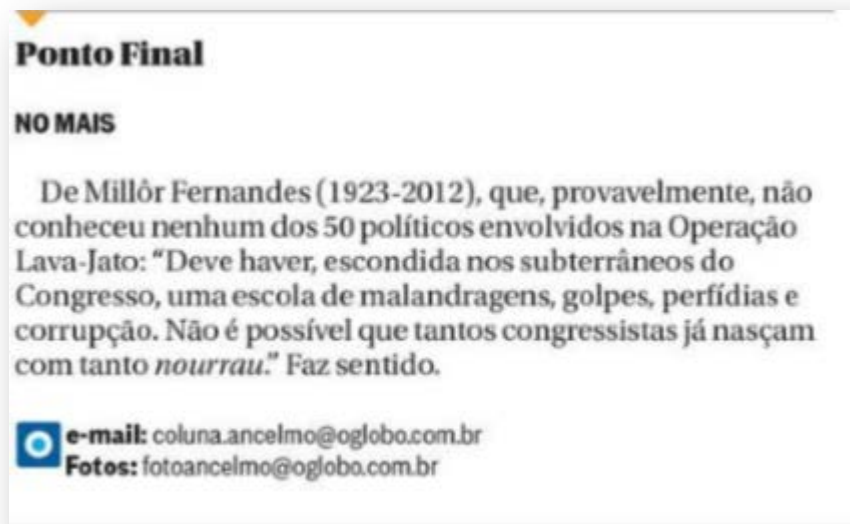 Ponto Final
NO MAIS
De Millôr Fernandes (1923-2012), que, provavelmente, não
conheceu nenhum dos 50 políticos envolvidos na Operação
Lava-Jato: “Deve haver, escondida nos subterrâneos do
Congresso, uma escola de malandragens, golpes, perfídias e
corrupção. Não é possível que tantos congressistas já nasçam
com tanto nourrau.” Faz sentido.
e-mail: coluna.ancelmo@oglobo.com.br
Fotos: fotoancelmo@oglobo.com.br